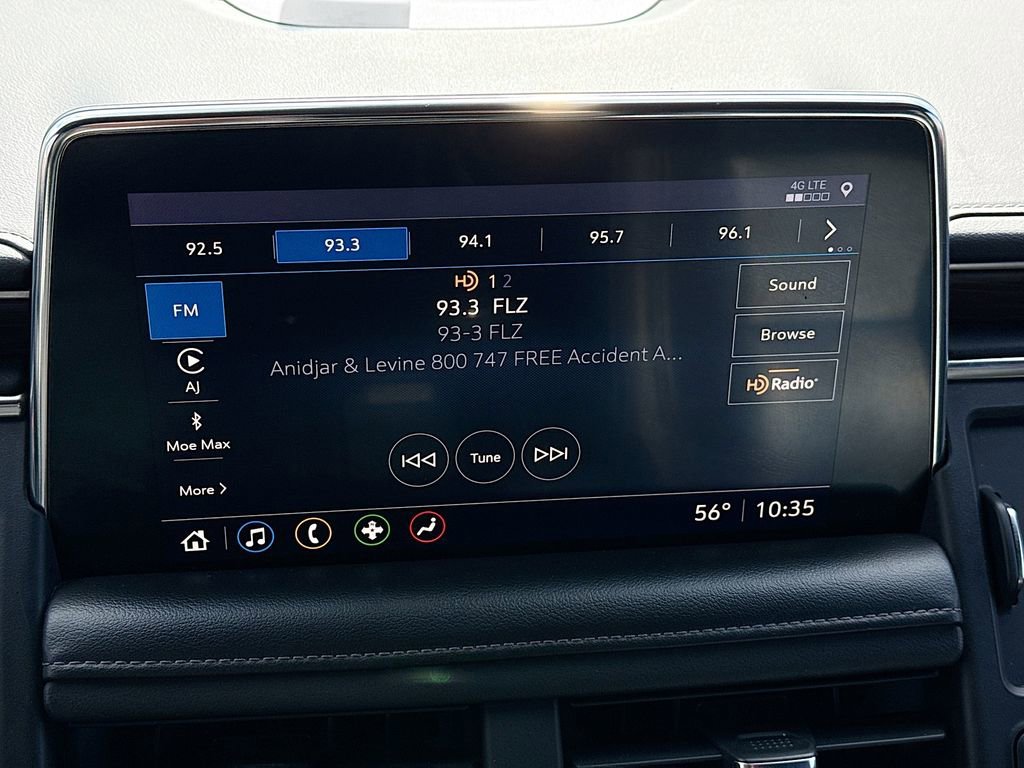 4G LTE
92.5 93.3 94.1 95.7 96.1
HD 1 2
FM
93.3 FLZ
93-3 FLZ
Anidjar & Levine 800 747 FREE Accident A...
Sound
Browse
HD Radio
AJ
Moe Max
More
Tune
56° 10:35